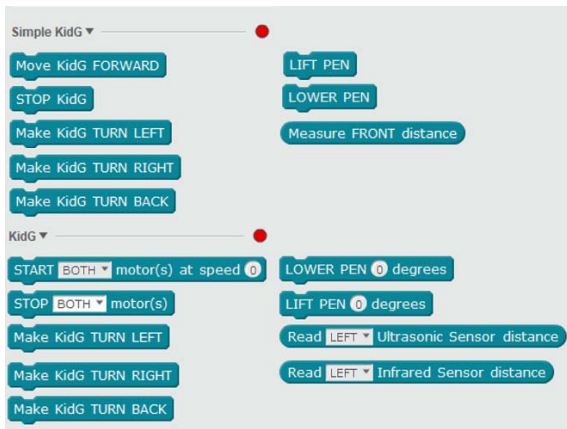 Simple KidG
Move KidG FORWARD
STOP KidG
Make KidG TURN LEFT
Make KidG TURN RIGHT
Make KidG TURN BACK
LIFT PEN
LOWER PEN
Measure FRONT distance
KidG
START BOTH motor(s) at speed 0
STOP BOTH motor(s)
Make KidG TURN LEFT
Make KidG TURN RIGHT
Make KidG TURN BACK
LOWER PEN 0 degrees
LIFT PEN 0 degrees
Read LEFT Ultrasonic Sensor distance
Read LEFT Infrared Sensor distance